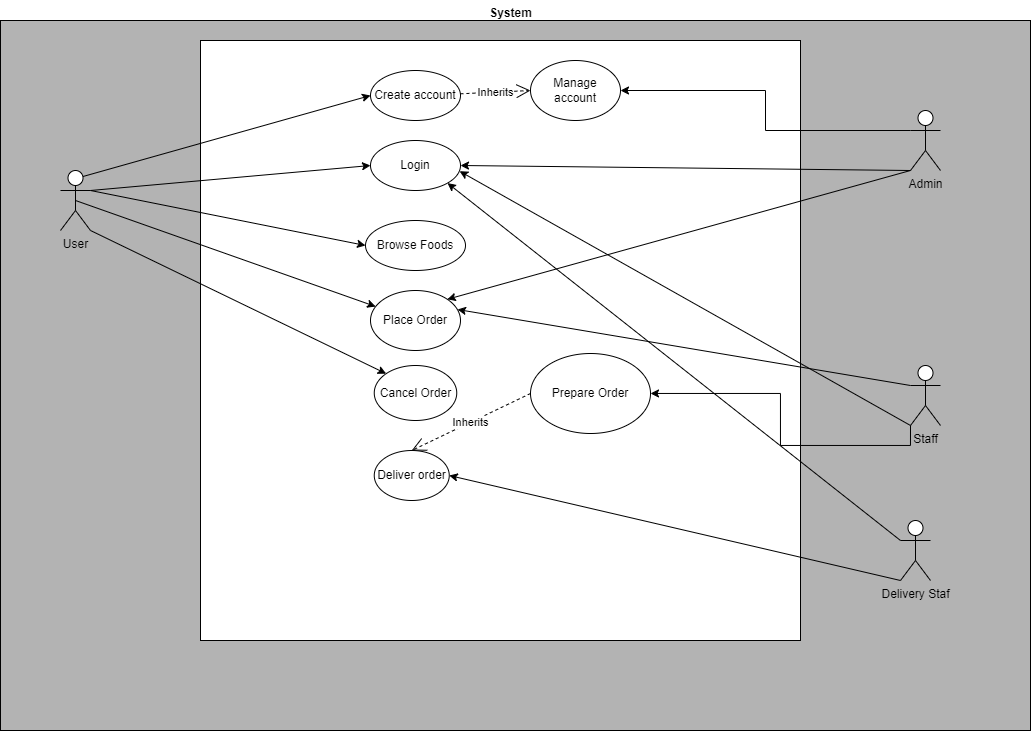 System
Create account
Inherits
Manage
account
Login
Admin
User
Browse Foods
Place Order
Cancel Order
Prepare Order
Inherits
Staff
Deliver order
Delivery Staf